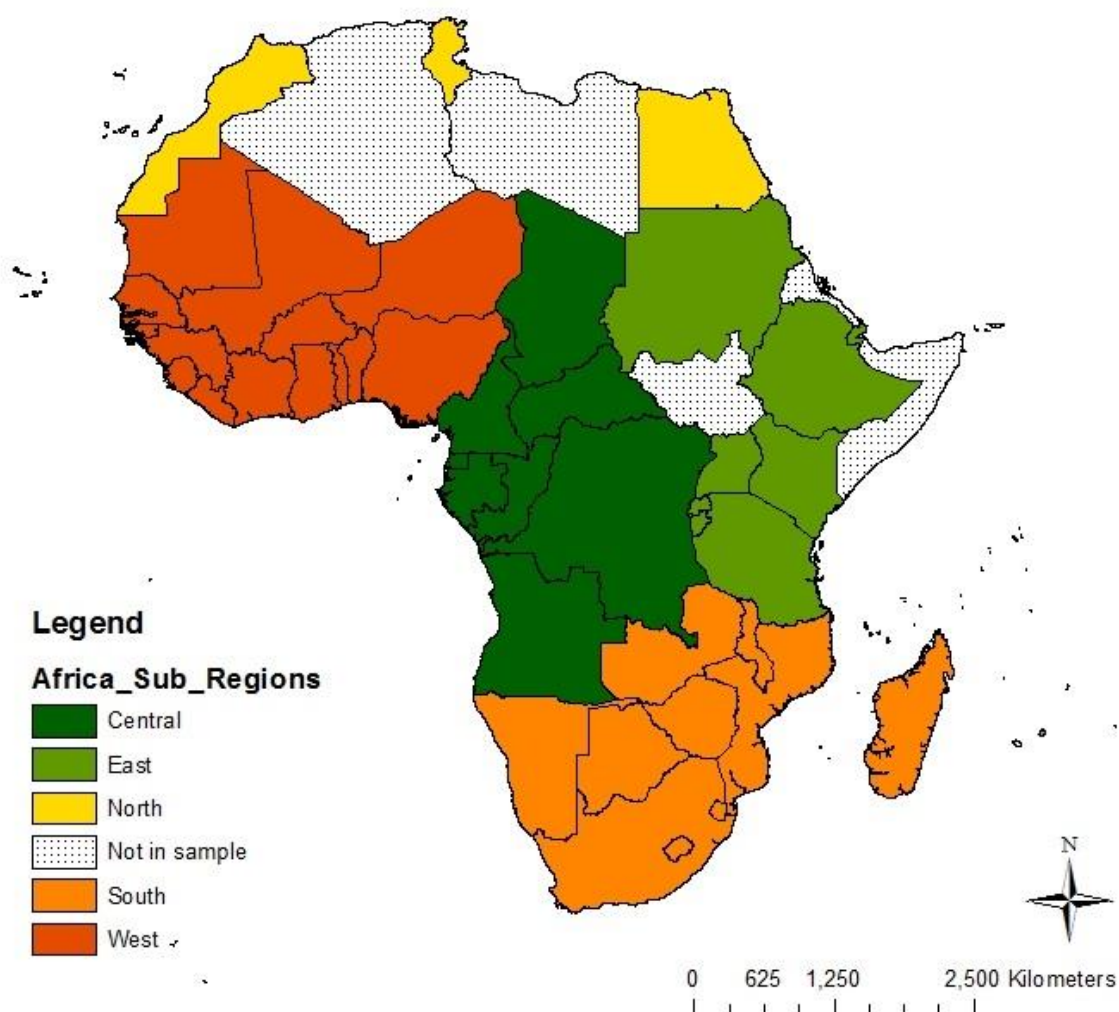 Legend
Africa_Sub_Regions
Central
East
North
Not in sample
South
West
N
0 625 1,250 2,500 Kilometers